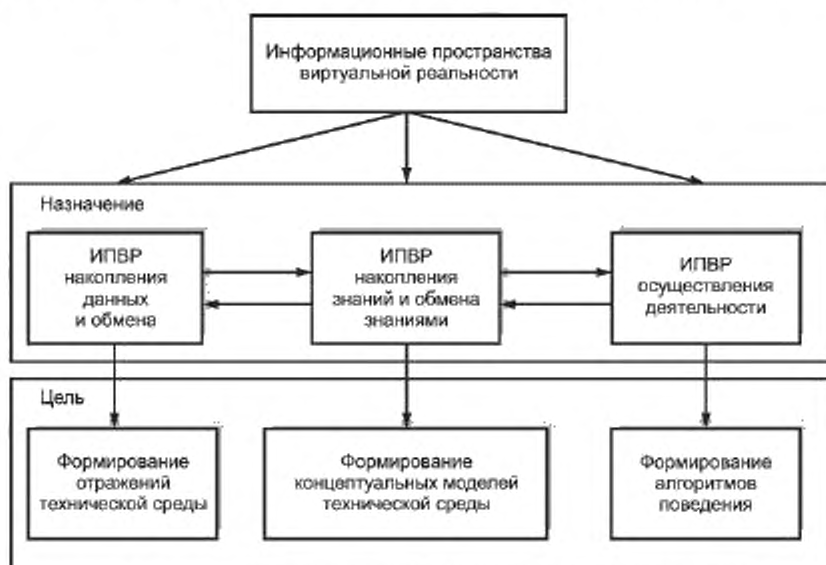 Информационные пространства
виртуальной реальности
Назначение
ИПВР
накопления
данных
и обмена
ИПВР
накопления
знаний и обмена
знаниями
ИПВР
осуществления
деятельности
Цель
Формирование
отражений
технической среды
Формирование
концептуальных моделей
технической среды
Формирование
алгоритмов
поведения